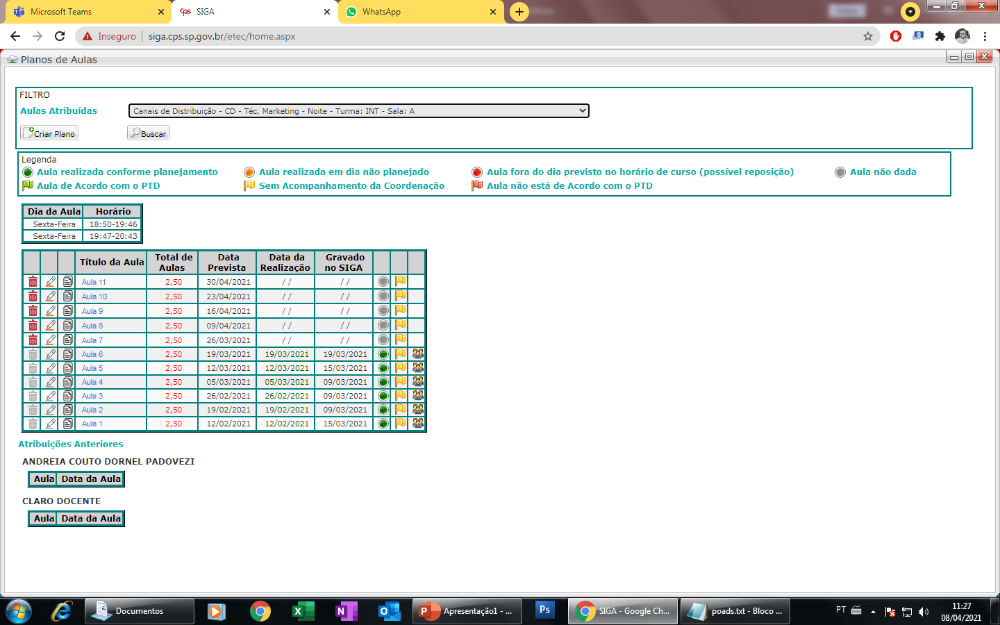 Microsoft Teams
cps SIGA
WhatsApp
Inseguro siga.cps.sp.gov.br/etec/home.aspx
Planos de Aulas
FILTRO
Aulas Atribuídas Canais de Distribuição - CD - Téc. Marketing - Noite - Turma: INT - Sala: A
Criar Plano Buscar
Legenda
Aula realizada conforme planejamento Aula realizada em dia não planejado Aula fora do dia previsto no horário de curso (possível reposição) Aula não dada
Aula de Acordo com o PTD Sem Acompanhamento da Coordenação Aula não está de Acordo com o PTD
Dia da Aula Horário
Sexta-Feira 18:50-19:46
Sexta-Feira 19:47-20:43
Título da Aula Total de Aulas Data Prevista Data da Realização Gravado no SIGA
Aula 11 2,50 30/04/2021 / / / /
Aula 10 2,50 23/04/2021 / / / /
Aula 9 2,50 16/04/2021 / / / /
Aula 8 2,50 09/04/2021 / / / /
Aula 7 2,50 26/03/2021 / / / /
Aula 6 2,50 19/03/2021 19/03/2021 19/03/2021
Aula 5 2,50 12/03/2021 12/03/2021 15/03/2021
Aula 4 2,50 05/03/2021 05/03/2021 09/03/2021
Aula 3 2,50 26/02/2021 26/02/2021 09/03/2021
Aula 2 2,50 19/02/2021 19/02/2021 09/03/2021
Aula 1 2,50 12/02/2021 12/02/2021 15/03/2021
Atribuições Anteriores
ANDREIA COUTO DORNEL PADOVEZI
Aula Data da Aula
CLARO DOCENTE
Aula Data da Aula
Documentos
Apresentação1 - ...
Ps
SIGA - Google Ch...
poads.txt - Bloco ...
PT
11:27
08/04/2021